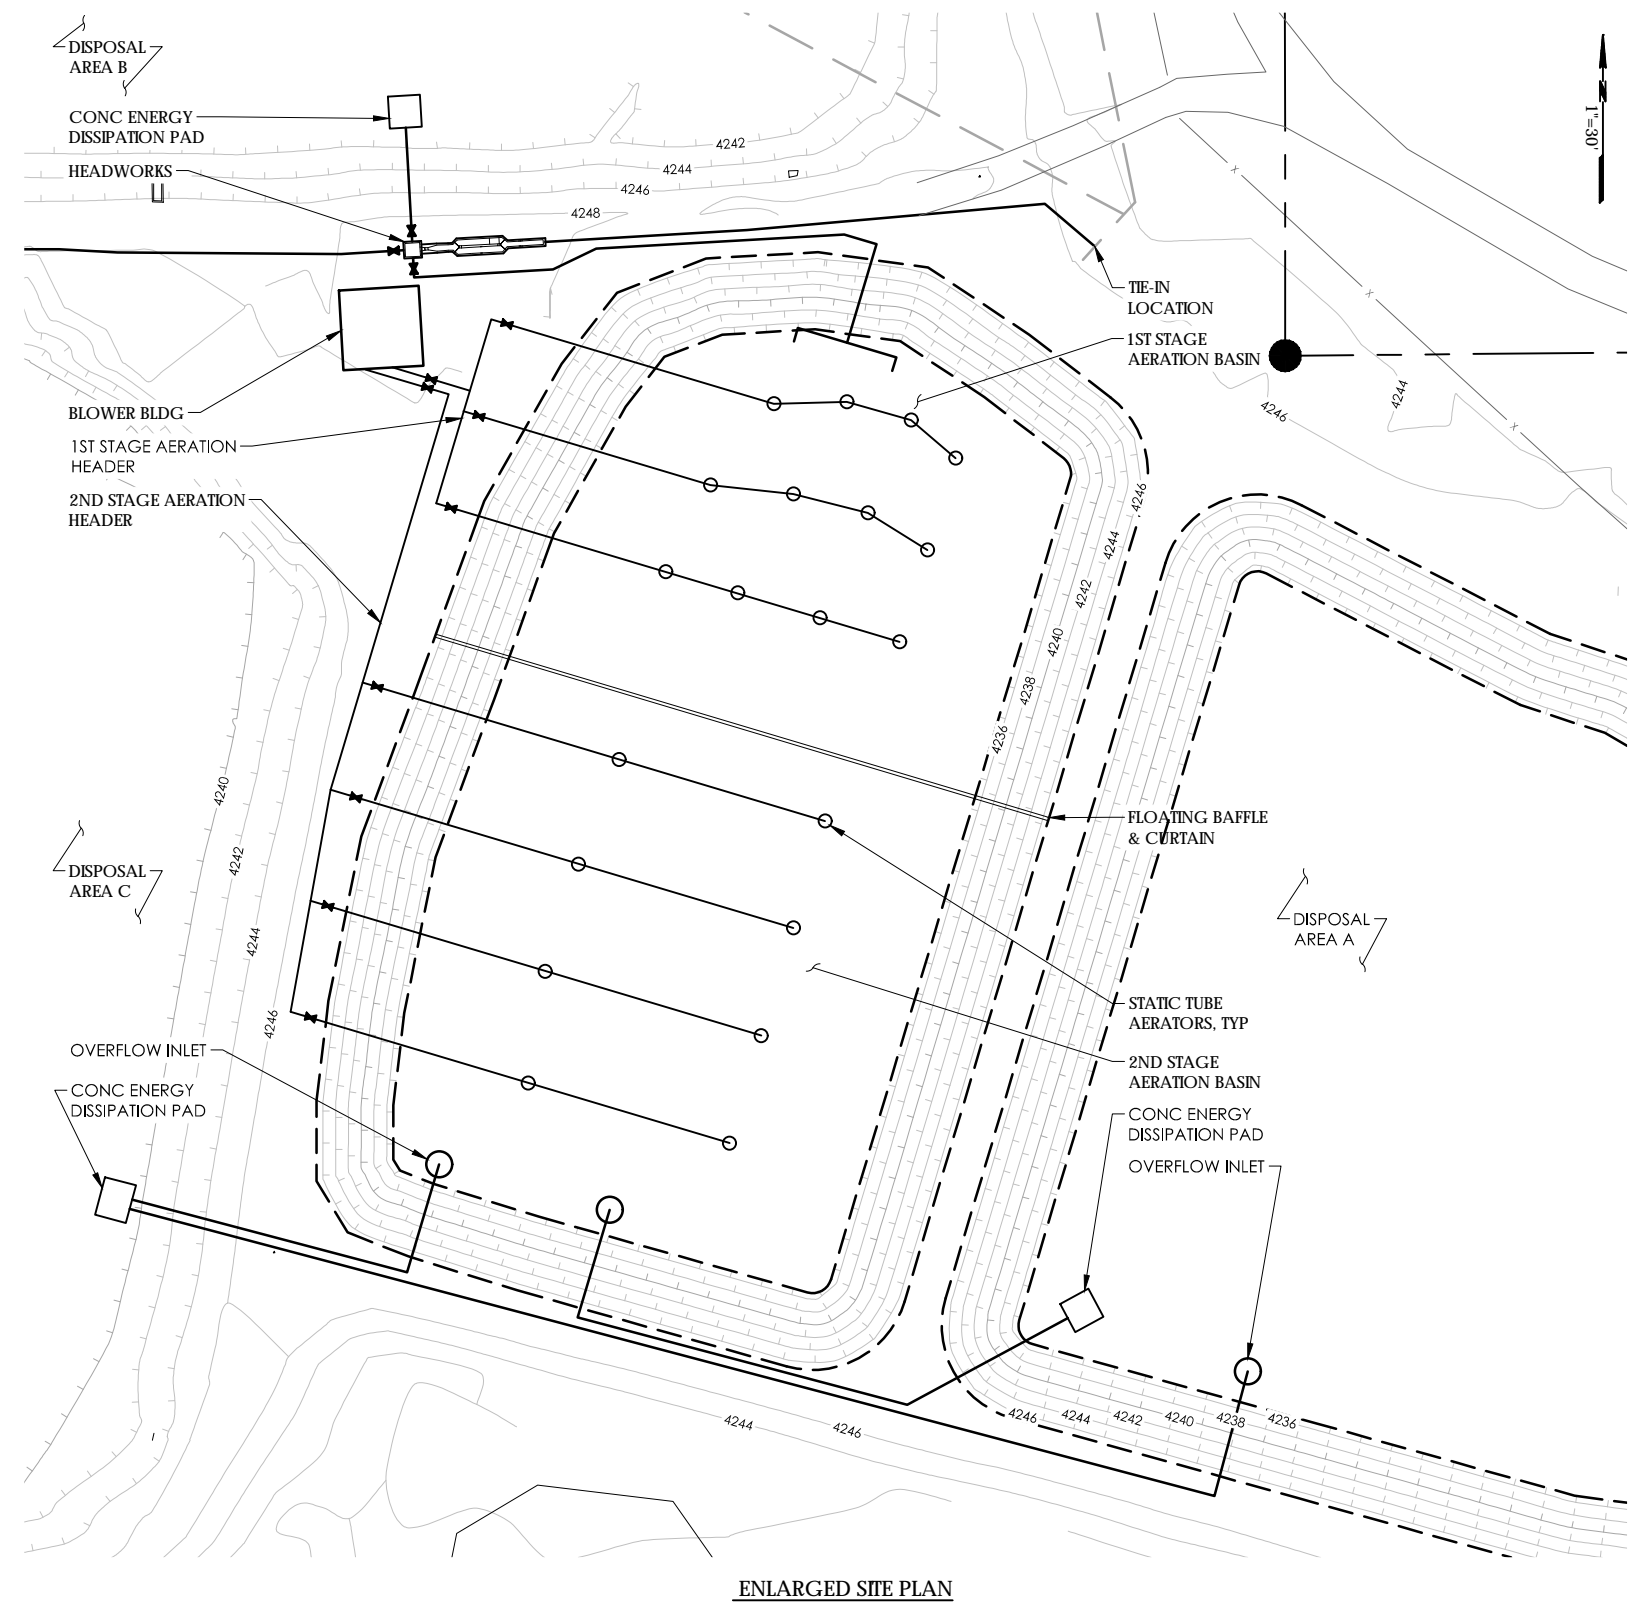 DISPOSAL
AREA B
CONC ENERGY
DISSIPATION PAD
HEADWORKS
4242
4244
4246
4248
N
1"=30'
TIE-IN
LOCATION
1ST STAGE
AERATION BASIN
X
X
X
4244
4246
BLOWER BLDG
1ST STAGE AERATION
HEADER
2ND STAGE AERATION
HEADER
4246
4244
4242
4240
4238
4236
FLOATING BAFFLE
& CURTAIN
4240
4242
4244
4246
DISPOSAL
AREA C
DISPOSAL
AREA A
STATIC TUBE
AERATORS, TYP
2ND STAGE
AERATION BASIN
OVERFLOW INLET
CONC ENERGY
DISSIPATION PAD
CONC ENERGY
DISSIPATION PAD
OVERFLOW INLET
4246
4244
4242
4240
4238
4236
4244
4246
ENLARGED SITE PLAN